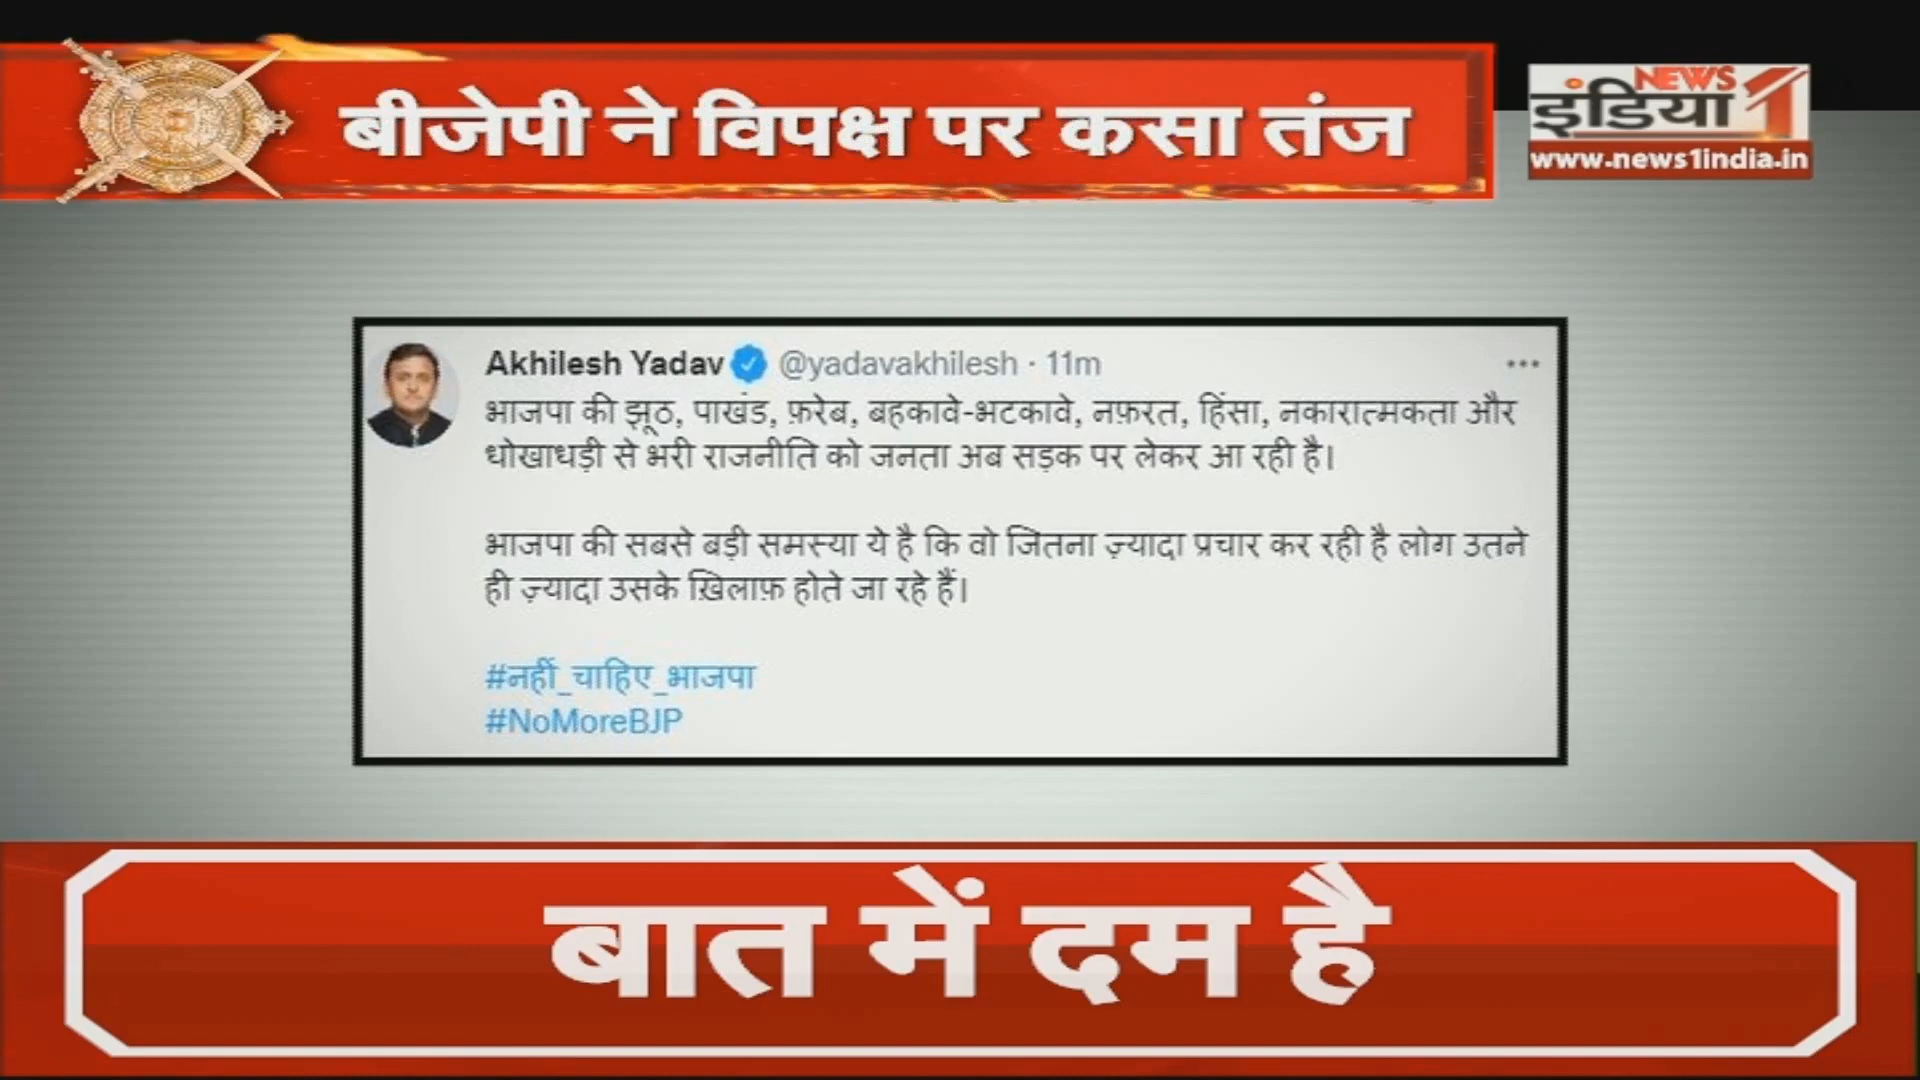 बीजेपी ने विपक्ष पर कसा तंज
NEWS
इंडिया 1
www.news1india.in
Akhilesh Yadav @yadavakhilesh · 11m
भाजपा की झूठ, पाखंड, फ़रेब, बहकावे-भटकावे, नफ़रत, हिंसा, नकारात्मकता और
धोखाधड़ी से भरी राजनीति को जनता अब सड़क पर लेकर आ रही है।
भाजपा की सबसे बड़ी समस्या ये है कि वो जितना ज़्यादा प्रचार कर रही है लोग उतने
ही ज़्यादा उसके ख़िलाफ़ होते जा रहे हैं।
#नहीं_चाहिए_भाजपा
#NoMoreBJP
बात में दम है